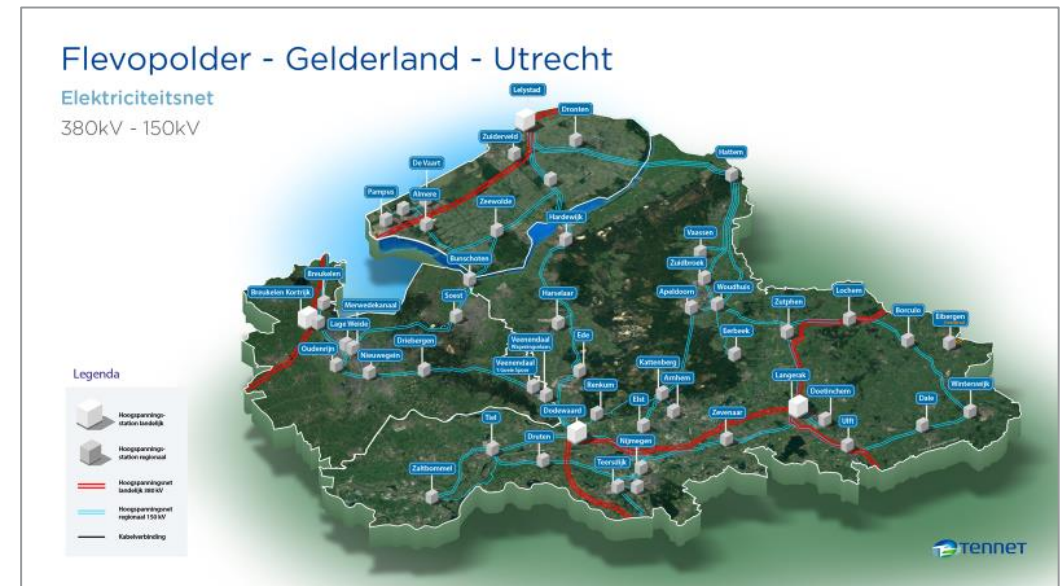 Flevopolder - Gelderland - Utrecht
Elektriciteitsnet
380kV - 150kV
Lelystad
Dronten
Zuiderveld
Hattem
De Vaart
Pampus
Almere
Zeewolde
Hardewijk
Vaassen
Bunschoten
Zuidbroek
Breukelen
Breukelen Kortrijk
Merwedekanaal
Soest
Harselaar
Apeldoorn
Woudhuis
Zutphen
Lochem
Borculo
Eibergen
Lage Weide
Oudenrijn
Nieuwegein
Driebergen
Veenendaal
Wageningselaan
Ede
Eerbeek
Veenendaal
't Goeie Spoor
Kattenberg
Arnhem
Renkum
Langerak
Doetinchem
Winterswijk
Dodewaard
Elst
Zevenaar
Dale
Ulft
Tiel
Druten
Nijmegen
Teersdijk
Zaltbommel
Legenda
Hoogspannings-
station landelijk
Hoogspannings-
station regionaal
Hoogspanningsnet
landelijk 380 kV
Hoogspanningsnet
regionaal 150 kV
Kabelverbinding
TENNET